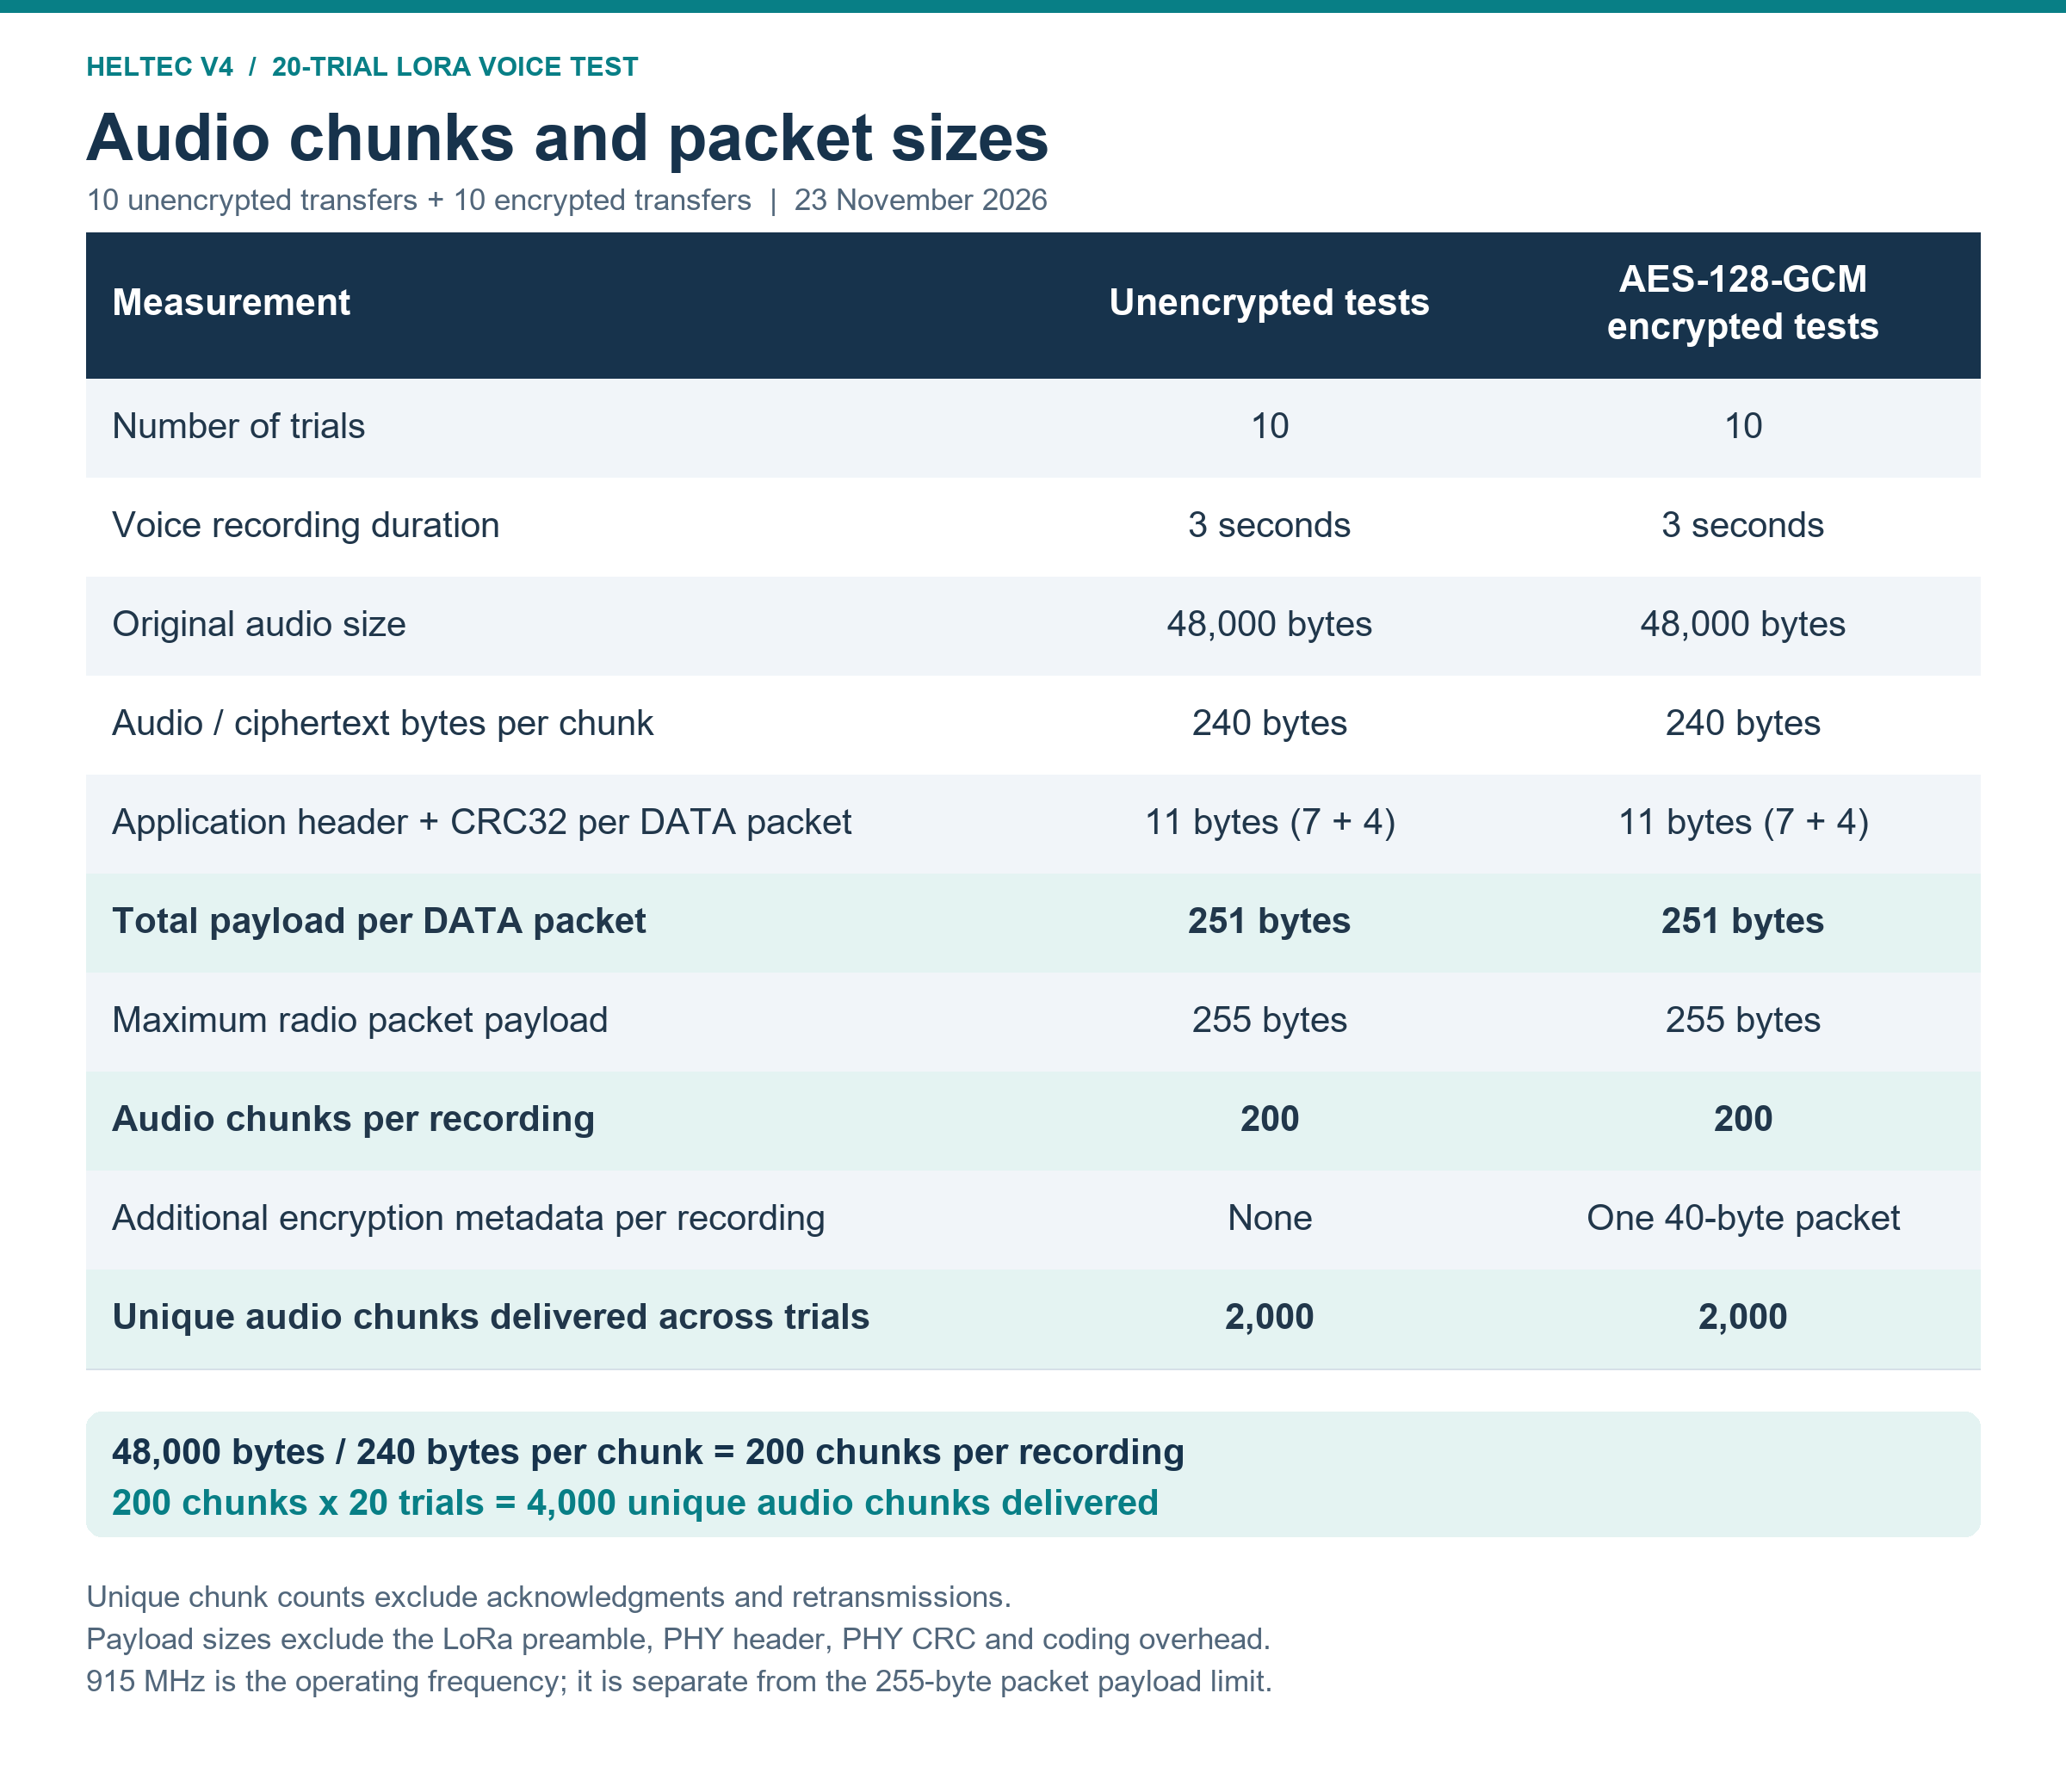 HELTEC V4 / 20-TRIAL LORA VOICE TEST
Audio chunks and packet sizes
10 unencrypted transfers + 10 encrypted transfers | 23 November 2026
Measurement Unencrypted tests AES-128-GCM encrypted tests
Number of trials 10 10
Voice recording duration 3 seconds 3 seconds
Original audio size 48,000 bytes 48,000 bytes
Audio / ciphertext bytes per chunk 240 bytes 240 bytes
Application header + CRC32 per DATA packet 11 bytes (7 + 4) 11 bytes (7 + 4)
Total payload per DATA packet 251 bytes 251 bytes
Maximum radio packet payload 255 bytes 255 bytes
Audio chunks per recording 200 200
Additional encryption metadata per recording None One 40-byte packet
Unique audio chunks delivered across trials 2,000 2,000
48,000 bytes / 240 bytes per chunk = 200 chunks per recording
200 chunks x 20 trials = 4,000 unique audio chunks delivered
Unique chunk counts exclude acknowledgments and retransmissions.
Payload sizes exclude the LoRa preamble, PHY header, PHY CRC and coding overhead.
915 MHz is the operating frequency; it is separate from the 255-byte packet payload limit.